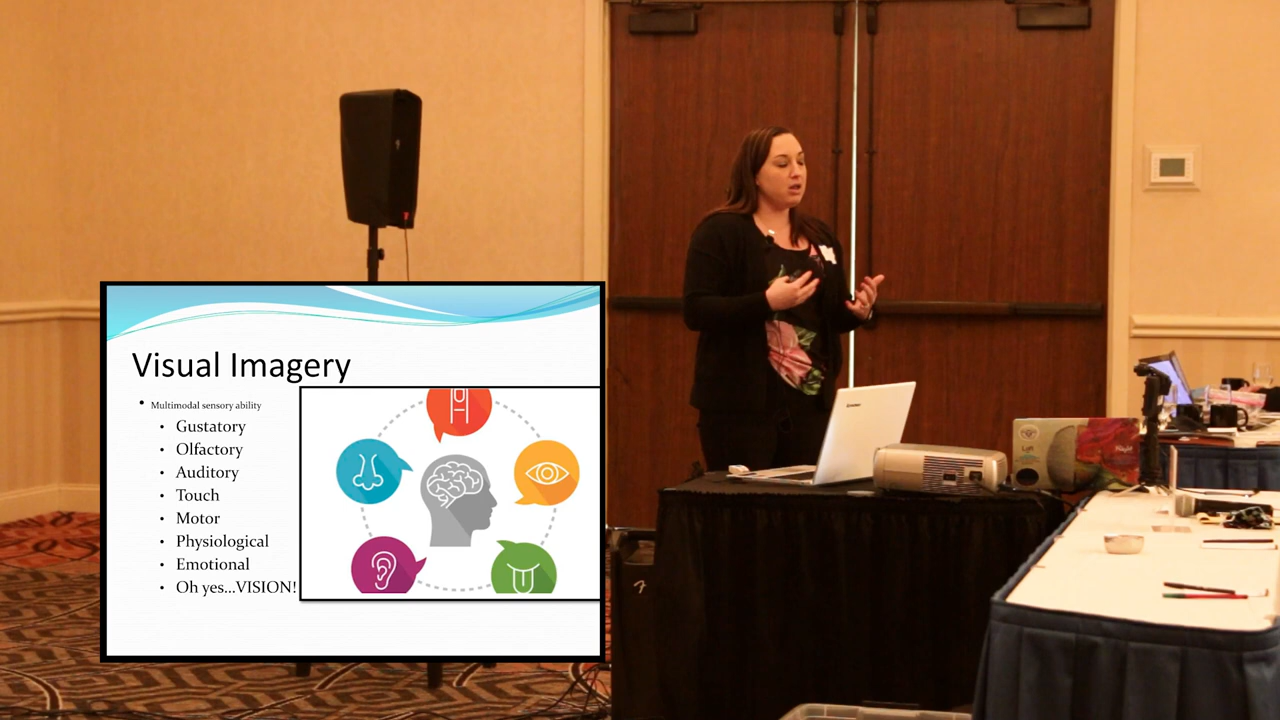 Visual Imagery
• Multimodal sensory ability
• Gustatory
• Olfactory
• Auditory
• Touch
• Motor
• Physiological
• Emotional
• Oh yes...VISION!